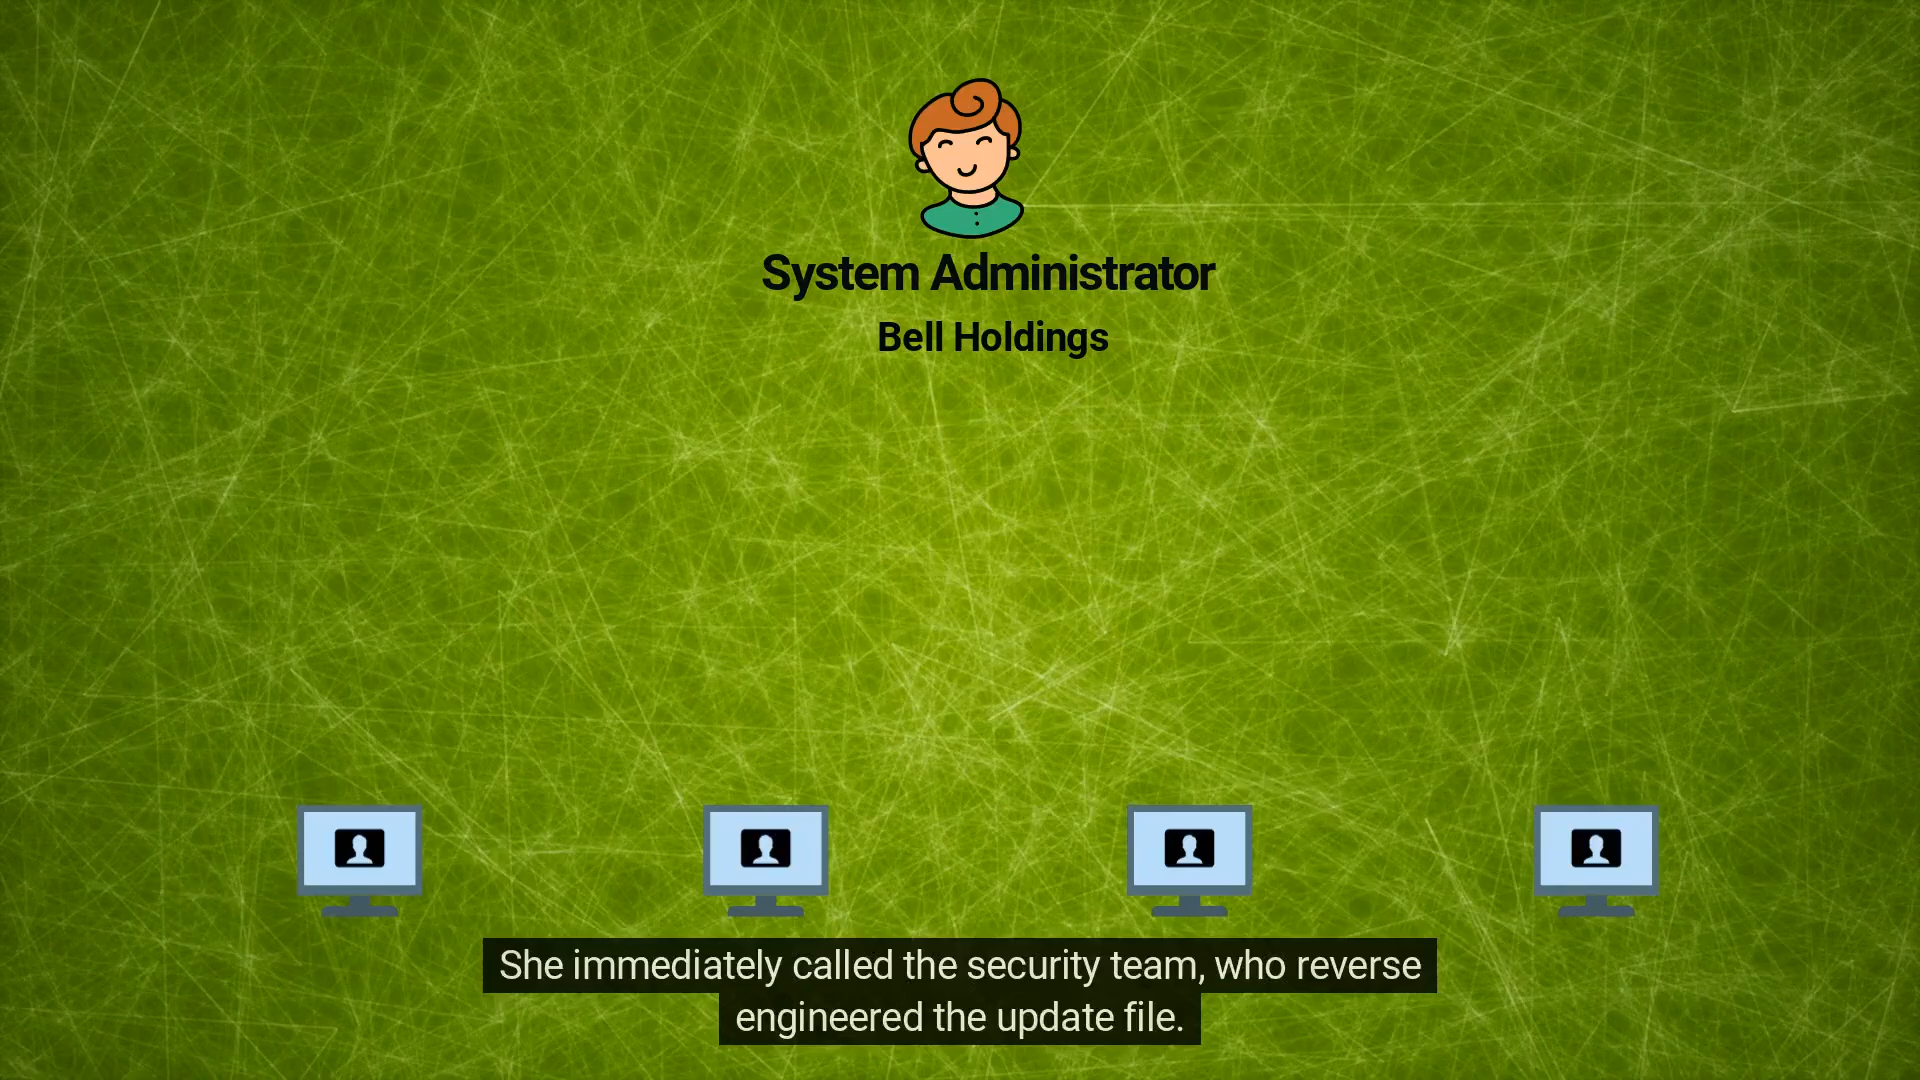 System Administrator
Bell Holdings
She immediately called the security team, who reverse
engineered the update file.